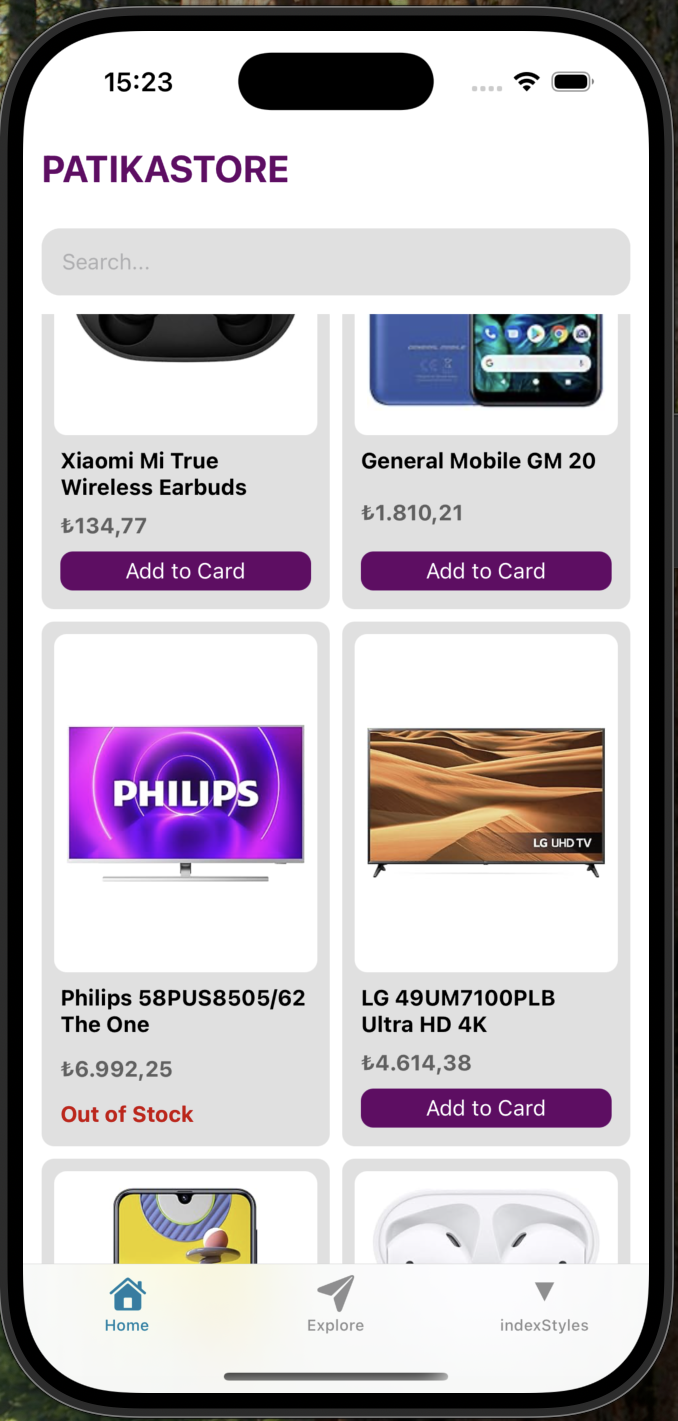 15:23
PATIKASTORE
Search...
GENERAL MOBILE
G
Xiaomi Mi True
Wireless Earbuds
₺134,77
Add to Card
General Mobile GM 20
₺1.810,21
Add to Card
PHILIPS
Philips 58PUS8505/62
The One
₺6.992,25
Out of Stock
LG UHD TV
LG 49UM7100PLB
Ultra HD 4K
₺4.614,38
Add to Card
Home
Explore
indexStyles